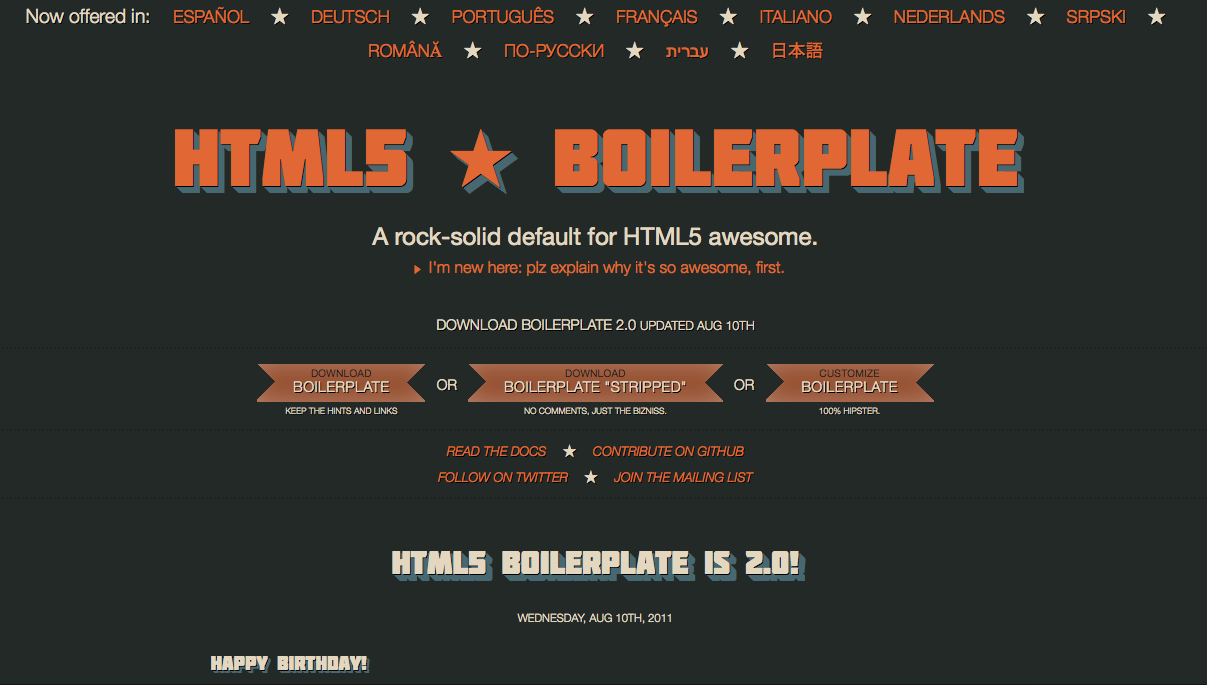 Now offered in: ESPAÑOL ★ DEUTSCH ★ PORTUGUÊS ★ FRANÇAIS ★ ITALIANO ★ NEDERLANDS ★ SRPSKI ★
ROMÂNĂ ★ ПО-РУССКИ ★ עברית ★ 日本語
HTML5 ★ BOILERPLATE
A rock-solid default for HTML5 awesome.
I'm new here: plz explain why it's so awesome, first.
DOWNLOAD BOILERPLATE 2.0 UPDATED AUG 10TH
DOWNLOAD
BOILERPLATE
KEEP THE HINTS AND LINKS
OR
DOWNLOAD
BOILERPLATE "STRIPPED"
NO COMMENTS, JUST THE BIZNISS.
OR
CUSTOMIZE
BOILERPLATE
100% HIPSTER.
READ THE DOCS ★ CONTRIBUTE ON GITHUB
FOLLOW ON TWITTER ★ JOIN THE MAILING LIST
HTML5 BOILERPLATE IS 2.0!
WEDNESDAY, AUG 10TH, 2011
HAPPY BIRTHDAY!